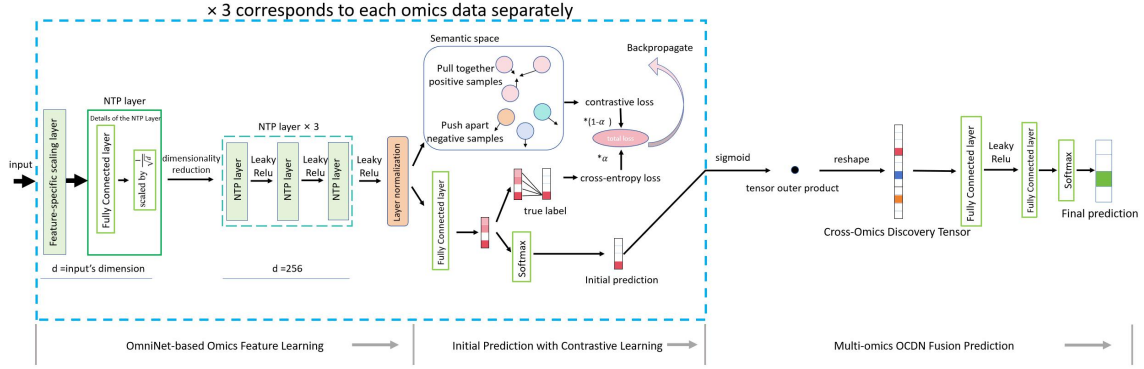 × 3 corresponds to each omics data separately
input
Feature-specific scaling layer
NTP layer
Details of the NTP Layer
Fully Connected layer
scaled by 1/√d
d =input's dimension
dimensionality
reduction
NTP layer × 3
NTP layer
Leaky
Relu
NTP layer
Leaky
Relu
NTP layer
d =256
Leaky
Relu
Layer normalization
Semantic space
Pull together
positive samples
Push apart
negative samples
contrastive loss
*(1-α )
total loss
*α
cross-entropy loss
Backpropagate
Fully Connected layer
true label
Softmax
Initial prediction
sigmoid
tensor outer product
reshape
Cross-Omics Discovery Tensor
Fully Connected layer
Leaky
Relu
Fully Connected layer
Softmax
Final prediction
OmniNet-based Omics Feature Learning
Initial Prediction with Contrastive Learning
Multi-omics OCDN Fusion Prediction